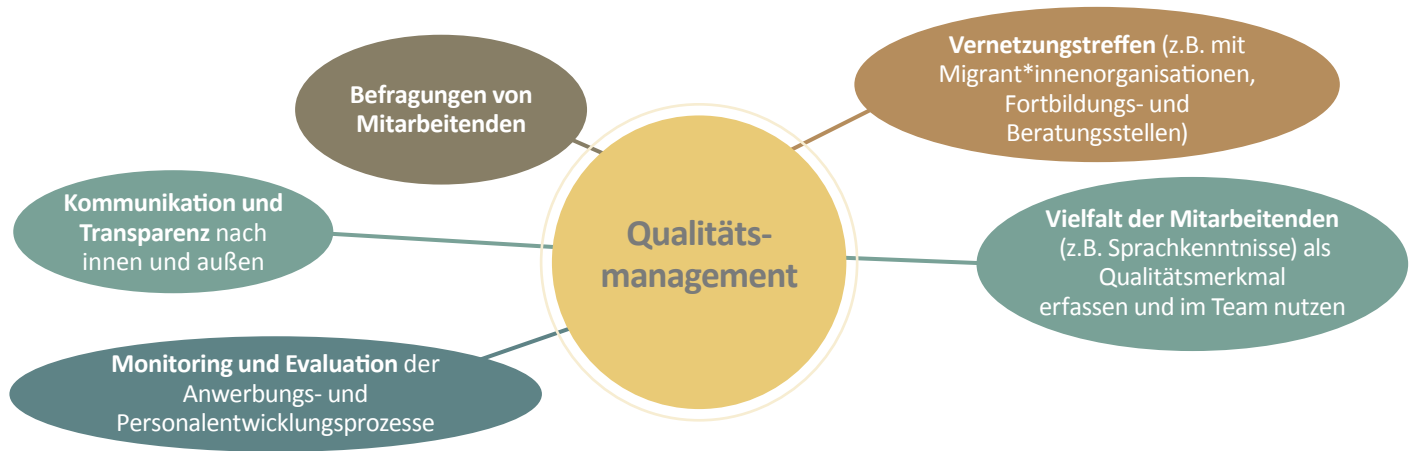 Vernetzungstreffen (z.B. mit
Migrant*innenorganisationen,
Fortbildungs- und
Beratungsstellen)
Befragungen von
Mitarbeitenden
Kommunikation und
Transparenz nach
innen und außen
Qualitäts-
management
Vielfalt der Mitarbeitenden
(z.B. Sprachkenntnisse) als
Qualitätsmerkmal
erfassen und im Team nutzen
Monitoring und Evaluation der
Anwerbungs- und
Personalentwicklungsprozesse